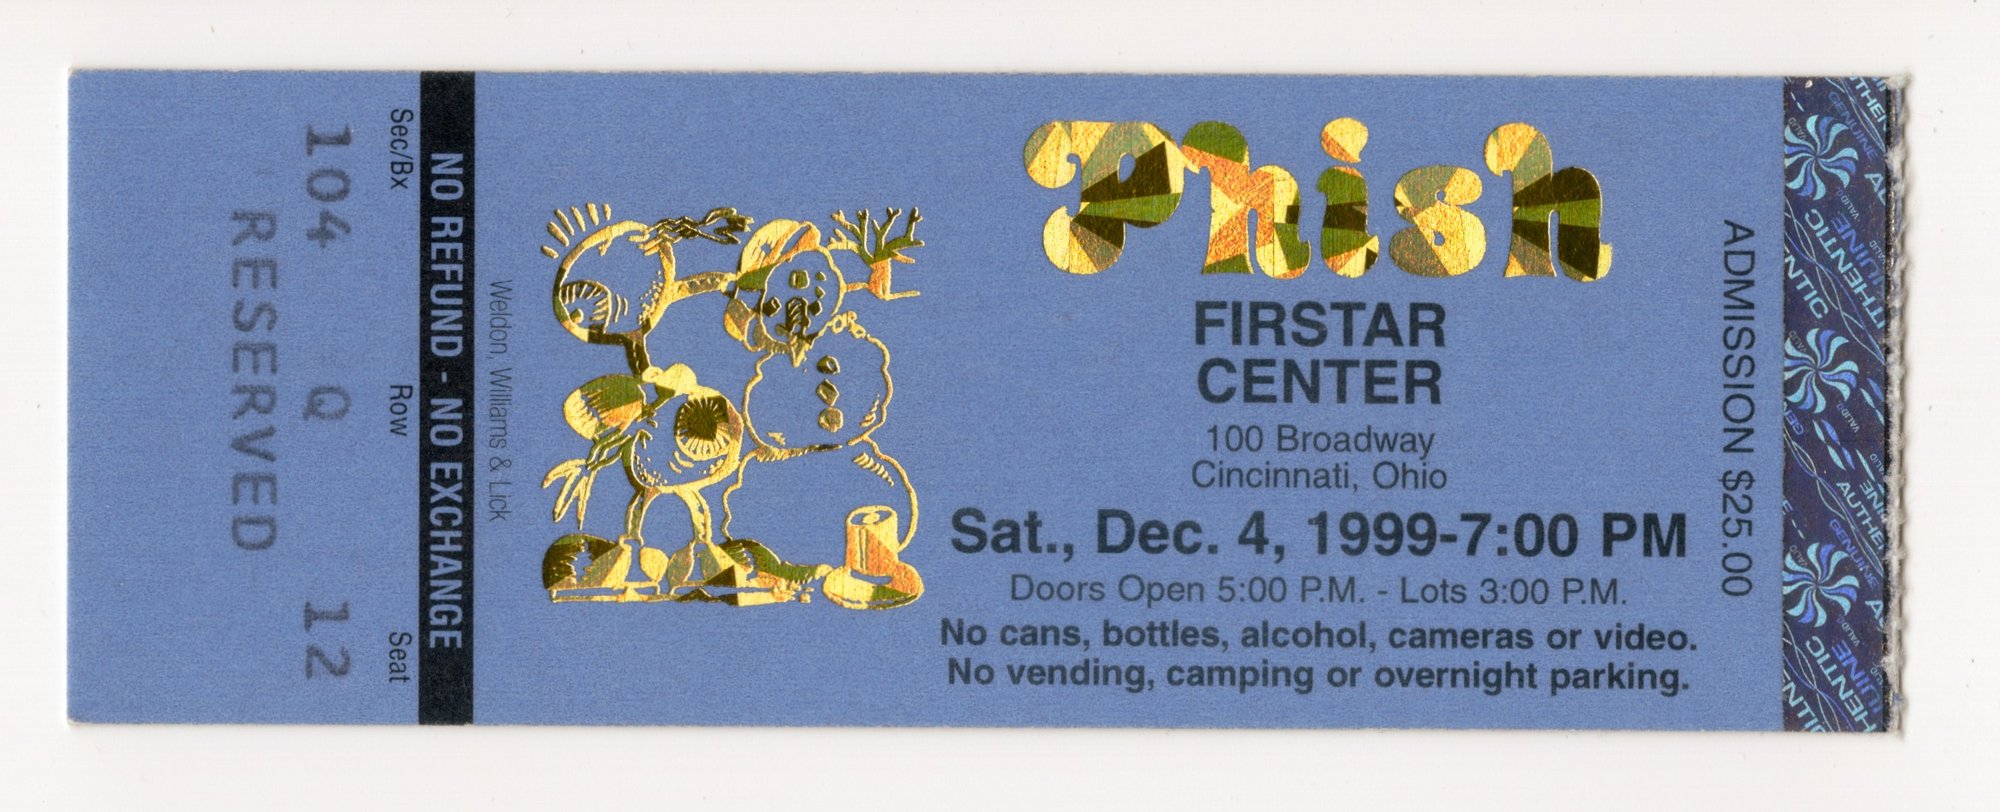 Phish
FIRSTAR
CENTER
100 Broadway
Cincinnati, Ohio
Sat., Dec. 4, 1999-7:00 PM
Doors Open 5:00 P.M. - Lots 3:00 P.M.
No cans, bottles, alcohol, cameras or video.
No vending, camping or overnight parking.
ADMISSION $25.00
Weldon, Williams & Lick
NO REFUND - NO EXCHANGE
Sec/Bx Row Seat
104 Q 12
RESERVED
AUTHENTIC
GENUINE
VALID